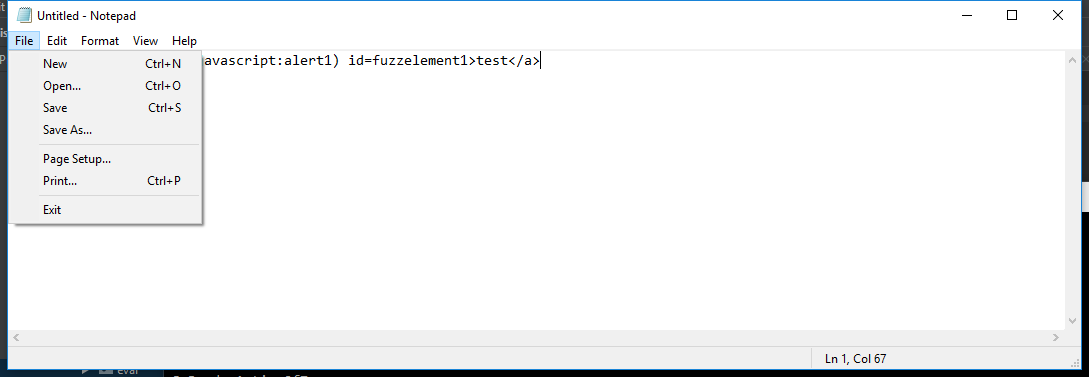 Untitled - Notepad
File Edit Format View Help
avascript:alert1) id=fuzzelement1>test</a>
New Ctrl+N
Open... Ctrl+O
Save Ctrl+S
Save As...
Page Setup...
Print... Ctrl+P
Exit
Ln 1, Col 67
eval